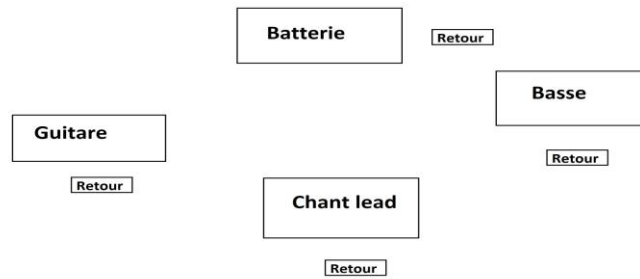 Batterie
Retour
Basse
Guitare
Retour
Retour
Chant lead
Retour